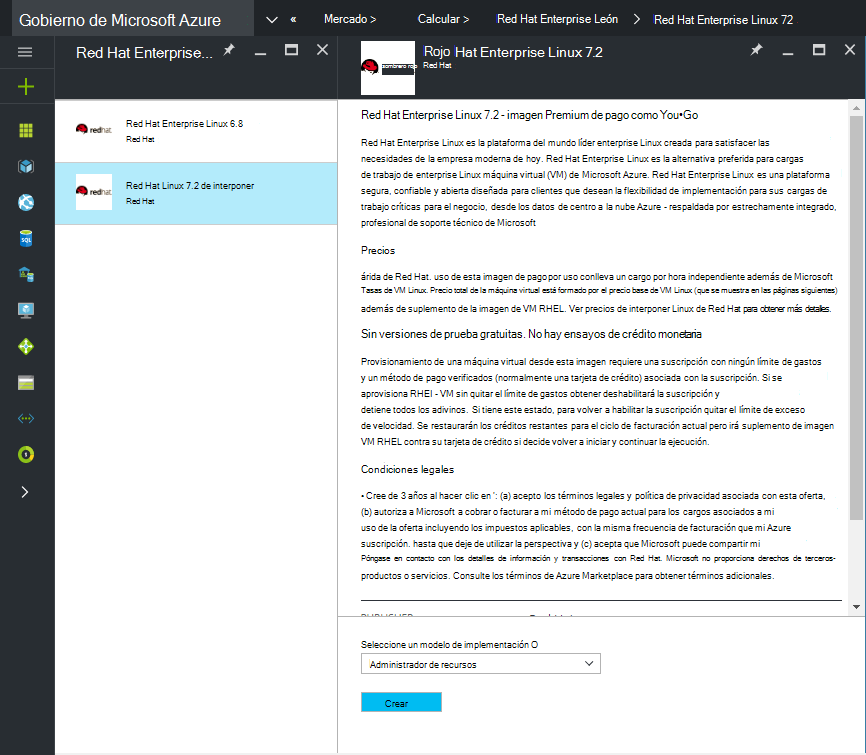 Gobierno de Microsoft Azure
« Mercado > Calcular > Red Hat Enterprise León > Red Hat Enterprise Linux 72
Red Hat Enterprise...
redhat.
Red Hat Enterprise Linux 6.8
Red Hat
redhat.
Red Hat Linux 7.2 de interponer
Red Hat
sombrero rojo
Rojo Hat Enterprise Linux 7.2
Red Hat
Red Hat Enterprise Linux 7.2 - imagen Premium de pago como You•Go
Red Hat Enterprise Linux es la plataforma del mundo líder enterprise Linux creada para satisfacer las
necesidades de la empresa moderna de hoy. Red Hat Enterprise Linux es la alternativa preferida para cargas
de trabajo de enterprise Linux máquina virtual (VM) de Microsoft Azure. Red Hat Enterprise Linux es una plataforma
segura, confiable y abierta diseñada para clientes que desean la flexibilidad de implementación para sus cargas de
trabajo críticas para el negocio, desde los datos de centro a la nube Azure - respaldada por estrechamente integrado,
profesional de soporte técnico de Microsoft
Precios
árida de Red Hat. uso de esta imagen de pago por uso conlleva un cargo por hora independiente además de Microsoft
Tasas de VM Linux. Precio total de la máquina virtual está formado por el precio base de VM Linux (que se muestra en las páginas siguientes)
además de suplemento de la imagen de VM RHEL. Ver precios de interponer Linux de Red Hat para obtener más detalles.
Sin versiones de prueba gratuitas. No hay ensayos de crédito monetaria
Provisionamiento de una máquina virtual desde esta imagen requiere una suscripción con ningún límite de gastos
y un método de pago verificados (normalmente una tarjeta de crédito) asociada con la suscripción. Si se
aprovisiona RHEI - VM sin quitar el límite de gastos obtener deshabilitará la suscripción y
detiene todos los adivinos. Si tiene este estado, para volver a habilitar la suscripción quitar el límite de exceso
de velocidad. Se restaurarán los créditos restantes para el ciclo de facturación actual pero irá suplemento de imagen
VM RHEL contra su tarjeta de crédito si decide volver a iniciar y continuar la ejecución.
Condiciones legales
• Cree de 3 años al hacer clic en ': (a) acepto los términos legales y política de privacidad asociada con esta oferta,
(b) autoriza a Microsoft a cobrar o facturar a mi método de pago actual para los cargos asociados a mi
uso de la oferta incluyendo los impuestos aplicables, con la misma frecuencia de facturación que mi Azure
suscripción. hasta que deje de utilizar la perspectiva y (c) acepta que Microsoft puede compartir mi
Póngase en contacto con los detalles de información y transacciones con Red Hat. Microsoft no proporciona derechos de terceros-
productos o servicios. Consulte los términos de Azure Marketplace para obtener términos adicionales.
Seleccione un modelo de implementación O
Administrador de recursos
Crear